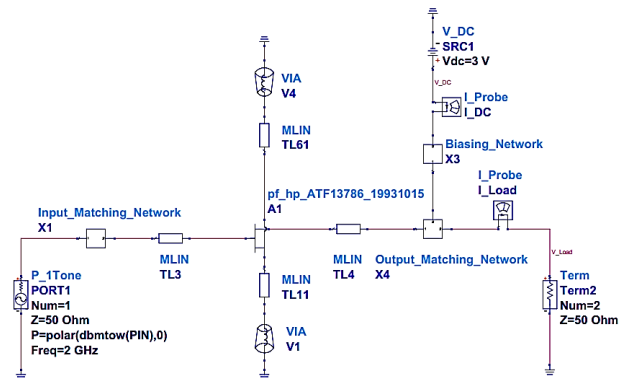 V_DC
SRC1
Vdc=3 V
V_DC
I_Probe
I_DC
VIA
V4
MLIN
TL61
Biasing_Network
X3
pf_hp_ATF13786_19931015
A1
I_Probe
I_Load
Input_Matching_Network
X1
MLIN
TL3
MLIN
TL4
Output_Matching_Network
X4
V_Load
P_1Tone
PORT1
Num=1
Z=50 Ohm
P=polar(dbmtow(PIN),0)
Freq=2 GHz
MLIN
TL11
VIA
V1
Term
Term2
Num=2
Z=50 Ohm